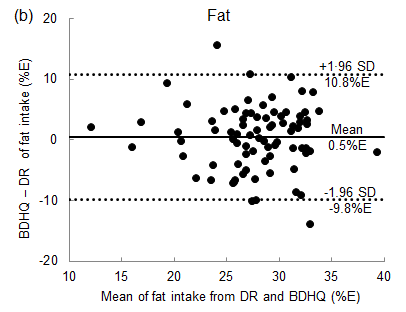 (b)
Fat
20
10
0
-10
-20
BDHQ – DR of fat intake (%E)
+1·96 SD
10.8%E
Mean
0.5%E
-1.96 SD
-9.8%E
10 15 20 25 30 35 40
Mean of fat intake from DR and BDHQ (%E)